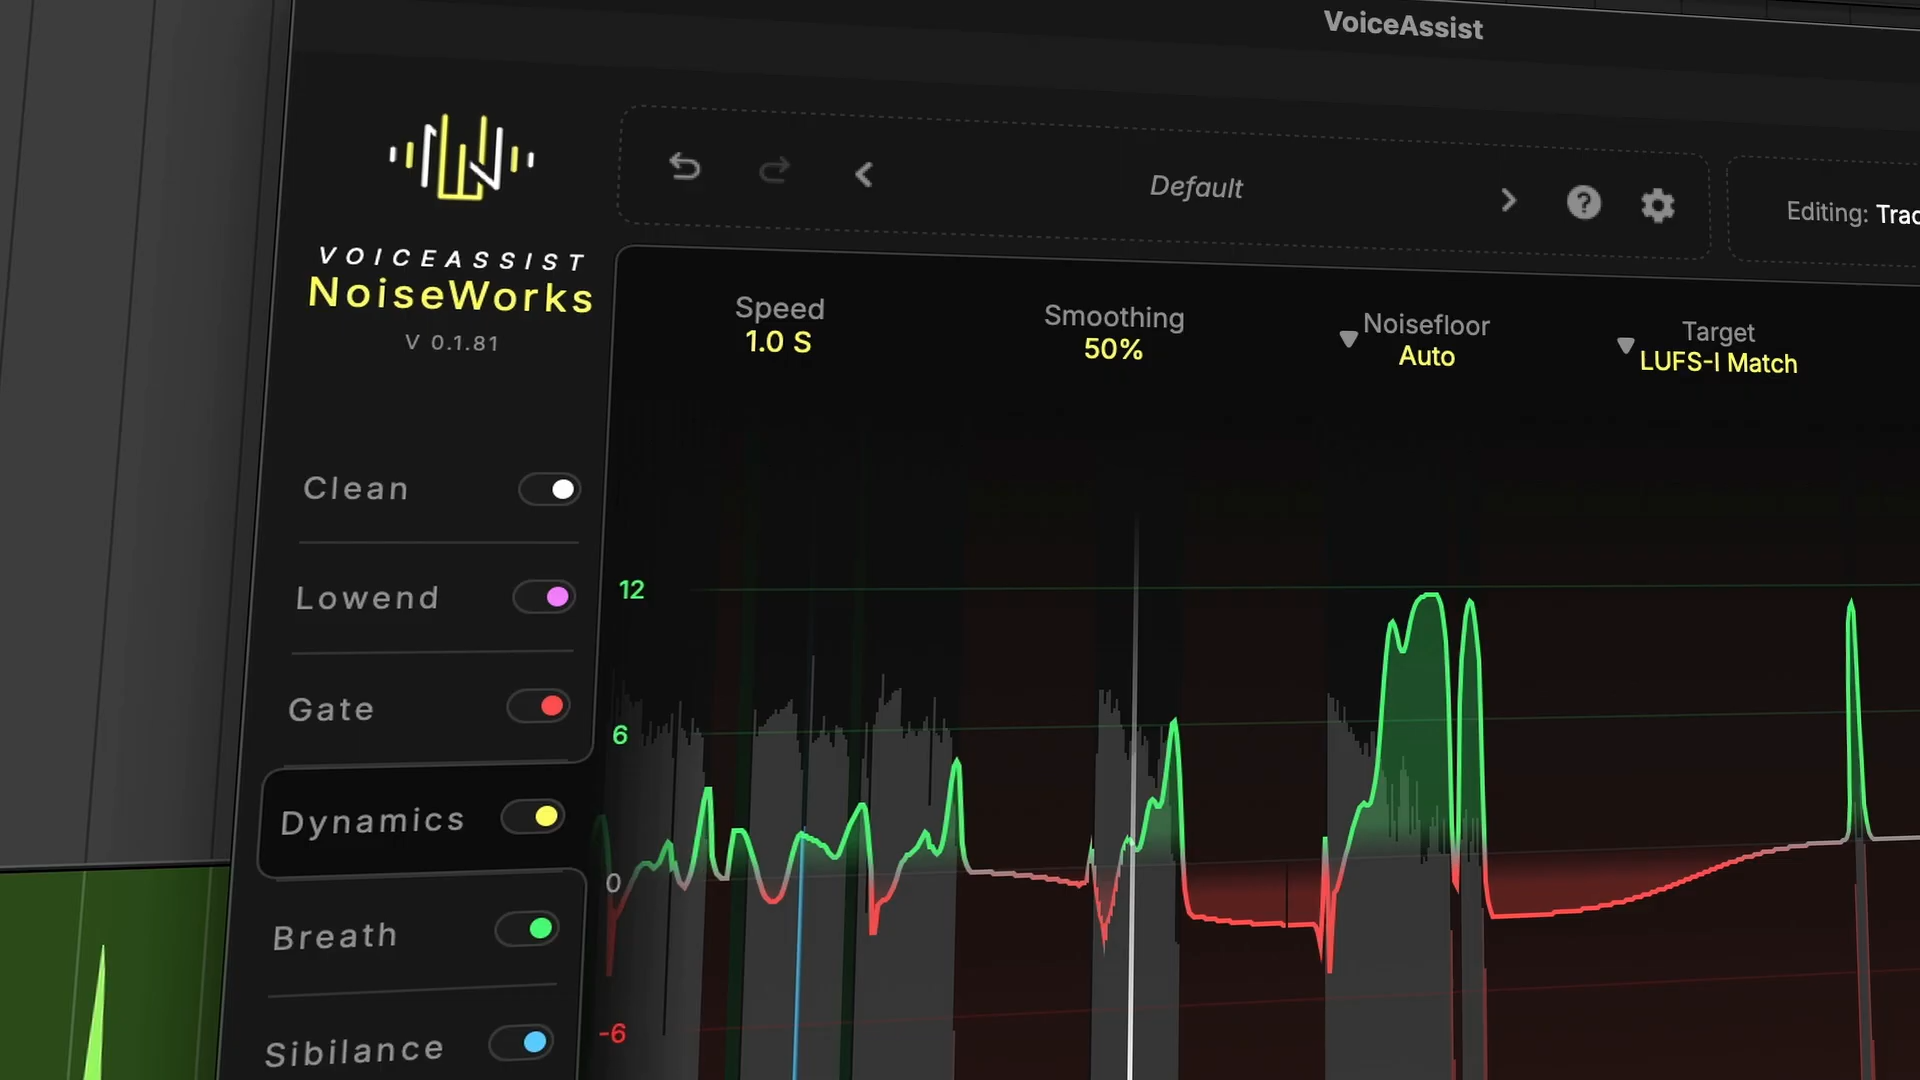 VoiceAssist
Default
Editing: Trac
VOICEASSIST
NoiseWorks
V 0.1.81
Speed
1.0 S
Smoothing
50%
Noisefloor
Auto
Target
LUFS-I Match
Clean
Lowend
Gate
Dynamics
Breath
Sibilance
12
6
0
-6